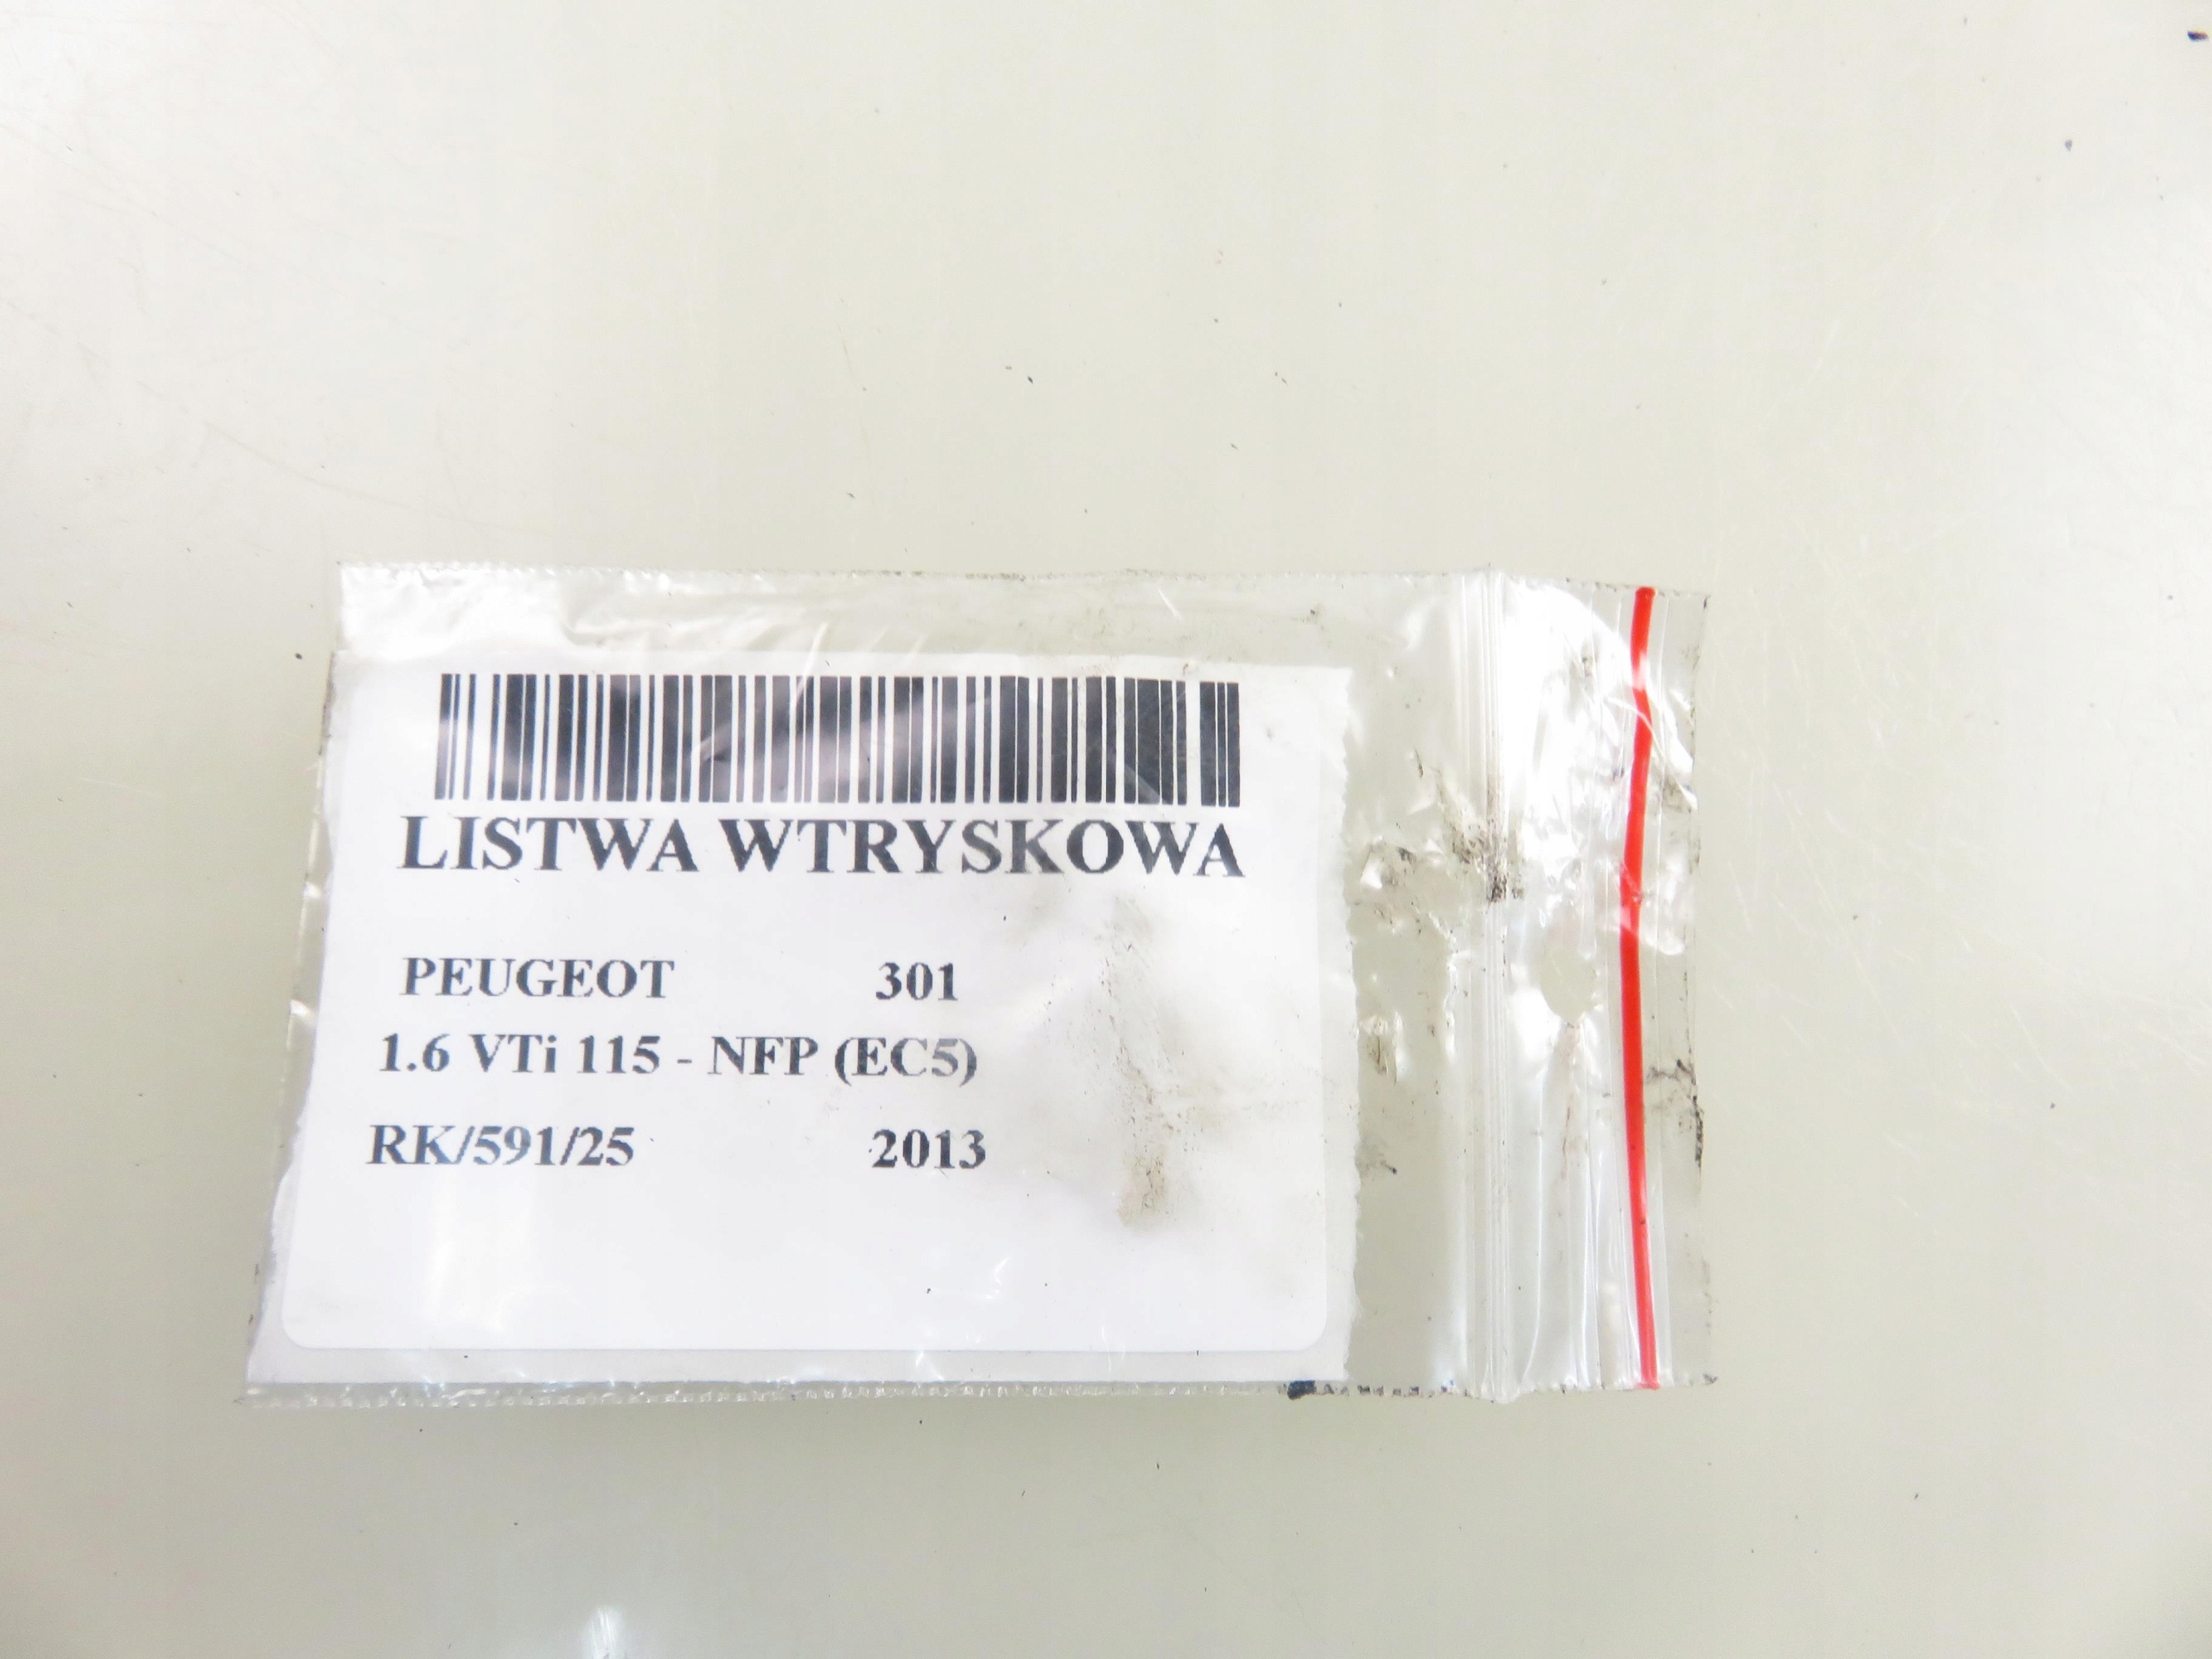 LISTWA WTRYSKOWA
PEUGEOT 301
1.6 VTi 115 - NFP (EC5)
RK/591/25 2013